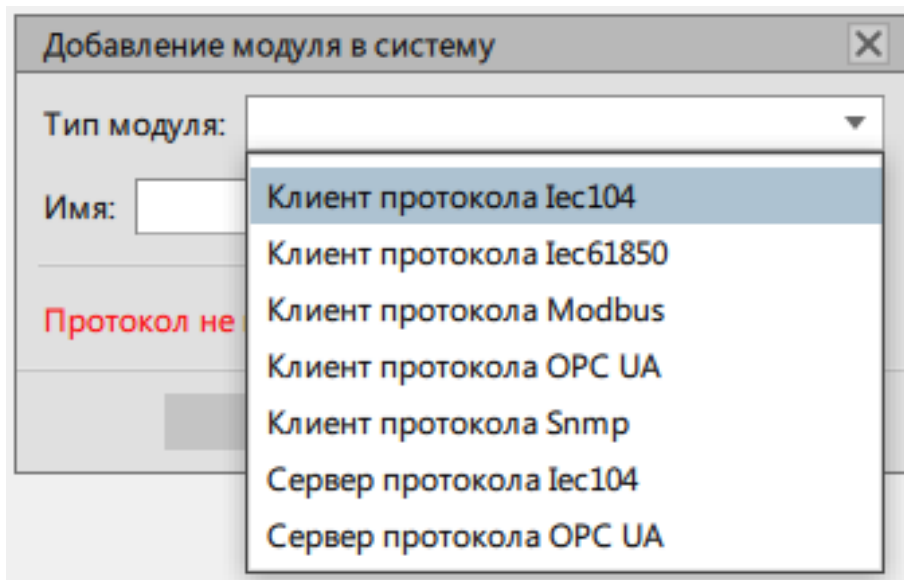 Добавление модуля в систему
Тип модуля:
Клиент протокола Iec104
Имя:
Клиент протокола Iec61850
Клиент протокола Modbus
Протокол не
Клиент протокола OPC UA
Клиент протокола Snmp
Сервер протокола Iec104
Сервер протокола OPC UA